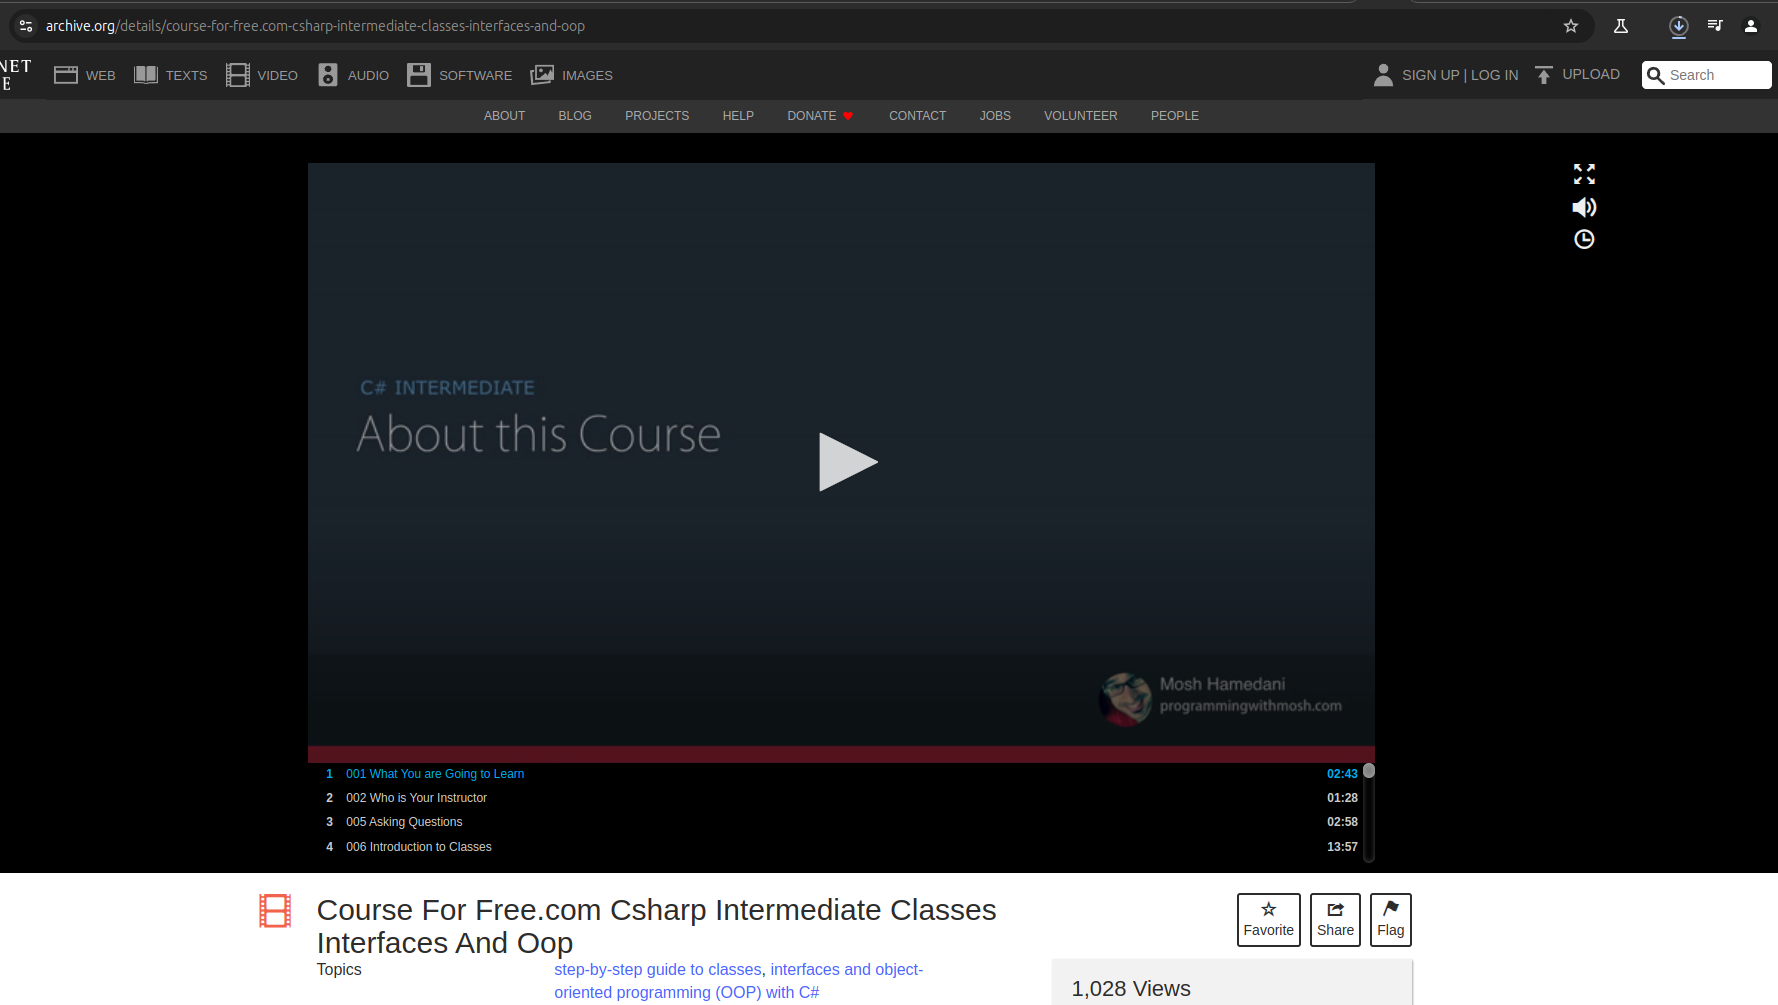 archive.org/details/course-for-free.com-csharp-intermediate-classes-interfaces-and-oop
NET
E
WEB TEXTS VIDEO AUDIO SOFTWARE IMAGES SIGN UP | LOG IN UPLOAD Search
ABOUT BLOG PROJECTS HELP DONATE CONTACT JOBS VOLUNTEER PEOPLE
C# INTERMEDIATE
About this Course
Mosh Hamedani
programmingwithmosh.com
1 001 What You are Going to Learn 02:43
2 002 Who is Your Instructor 01:28
3 005 Asking Questions 02:58
4 006 Introduction to Classes 13:57
Course For Free.com Csharp Intermediate Classes
Interfaces And Oop
Favorite Share Flag
Topics step-by-step guide to classes, interfaces and object-
oriented programming (OOP) with C#
1,028 Views